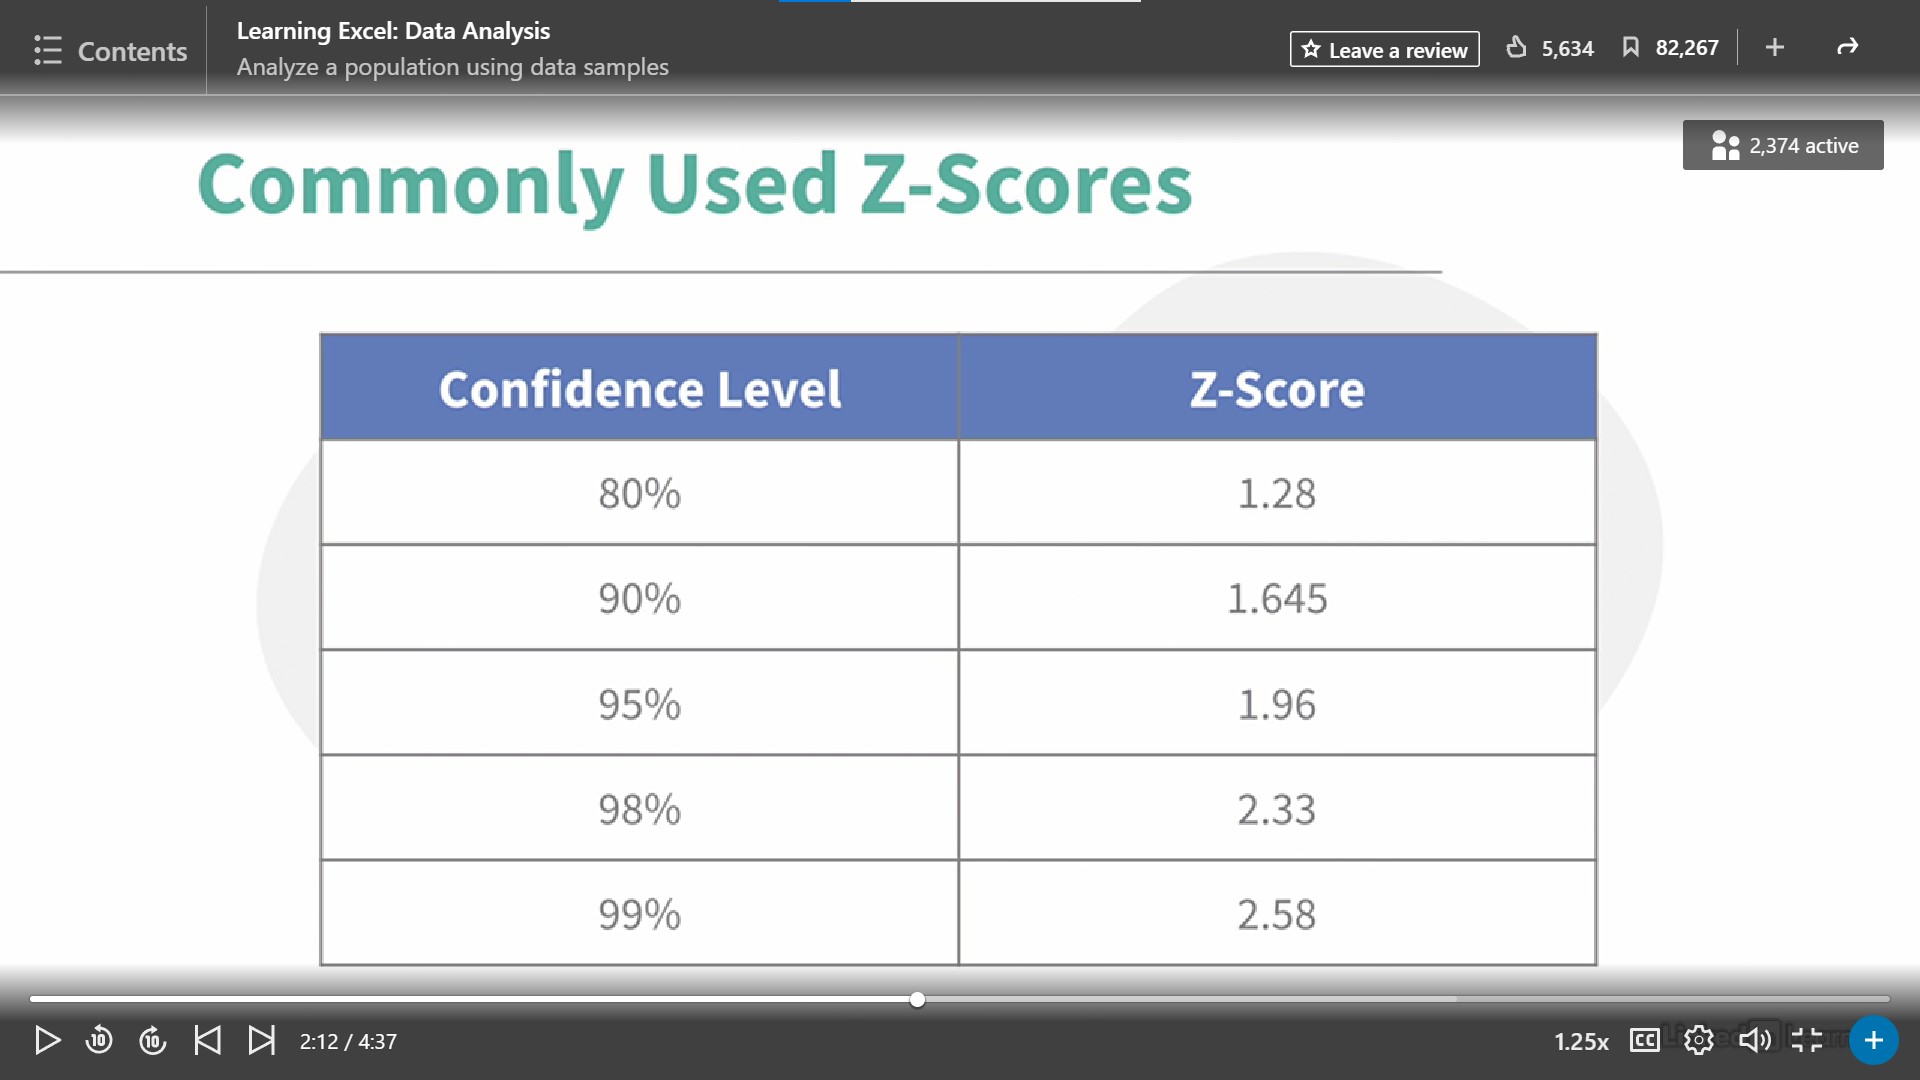 Contents
Learning Excel: Data Analysis
Analyze a population using data samples
Leave a review
5,634
82,267
2,374 active
Commonly Used Z-Scores
Confidence Level Z-Score
80% 1.28
90% 1.645
95% 1.96
98% 2.33
99% 2.58
10 10 2:12 / 4:37 1.25x CC